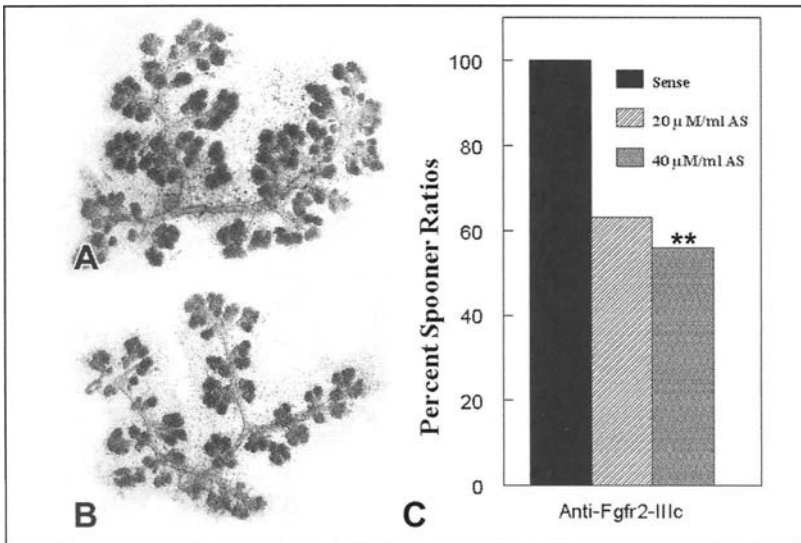 A
B
C
Percent Spooner Ratios
100
80
60
40
20
0
Sense
20 µ M/ml AS
40 µ M/ml AS
**
Anti-Fgfr2-IIIc